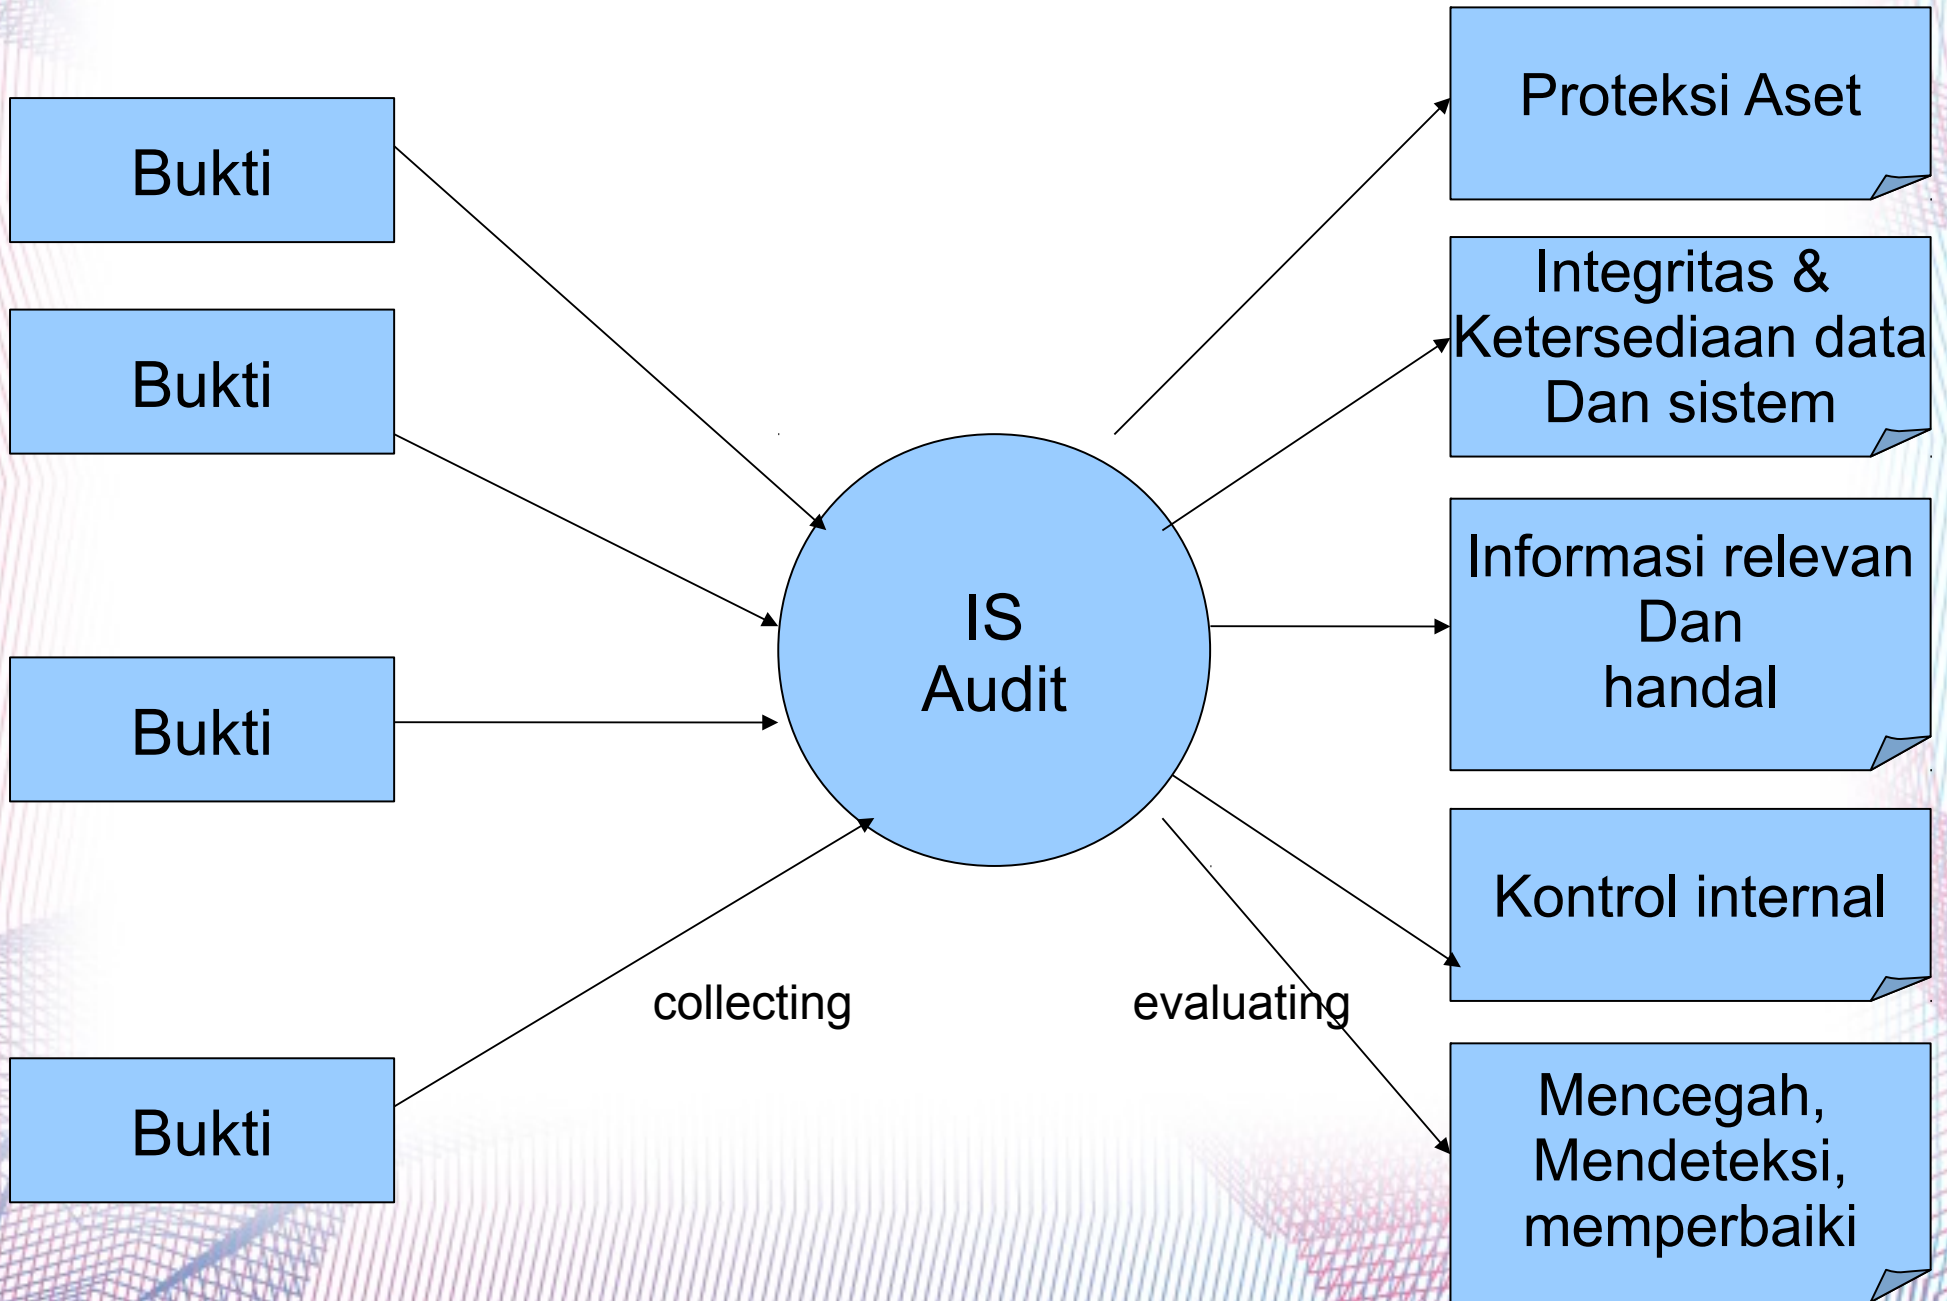 Bukti
Bukti
Bukti
Bukti
IS
Audit
collecting
evaluating
Proteksi Aset
Integritas &
Ketersediaan data
Dan sistem
Informasi relevan
Dan
handal
Kontrol internal
Mencegah,
Mendeteksi,
memperbaiki